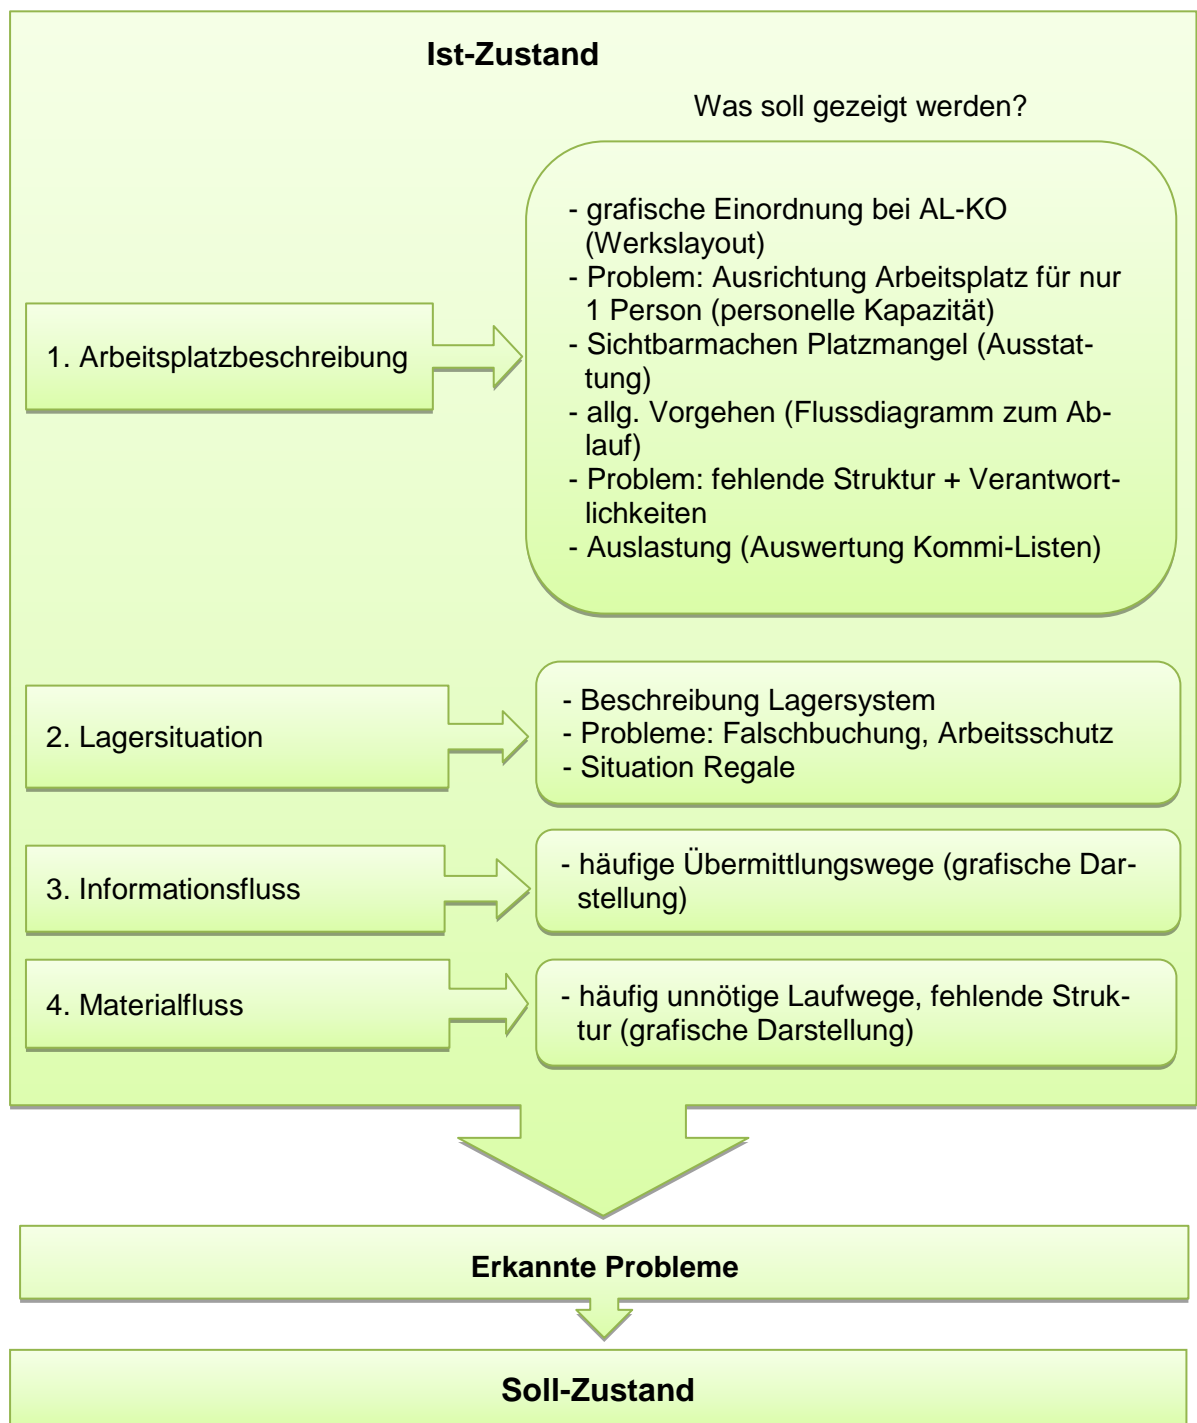 Ist-Zustand
Was soll gezeigt werden?
1. Arbeitsplatzbeschreibung
- grafische Einordnung bei AL-KO
(Werkslayout)
- Problem: Ausrichtung Arbeitsplatz für nur
1 Person (personelle Kapazität)
- Sichtbarmachen Platzmangel (Ausstat-
tung)
- allg. Vorgehen (Flussdiagramm zum Ab-
lauf)
- Problem: fehlende Struktur + Verantwort-
lichkeiten
- Auslastung (Auswertung Kommi-Listen)
2. Lagersituation
- Beschreibung Lagersystem
- Probleme: Falschbuchung, Arbeitsschutz
- Situation Regale
3. Informationsfluss
- häufige Übermittlungswege (grafische Dar-
stellung)
4. Materialfluss
- häufig unnötige Laufwege, fehlende Struk-
tur (grafische Darstellung)
Erkannte Probleme
Soll-Zustand